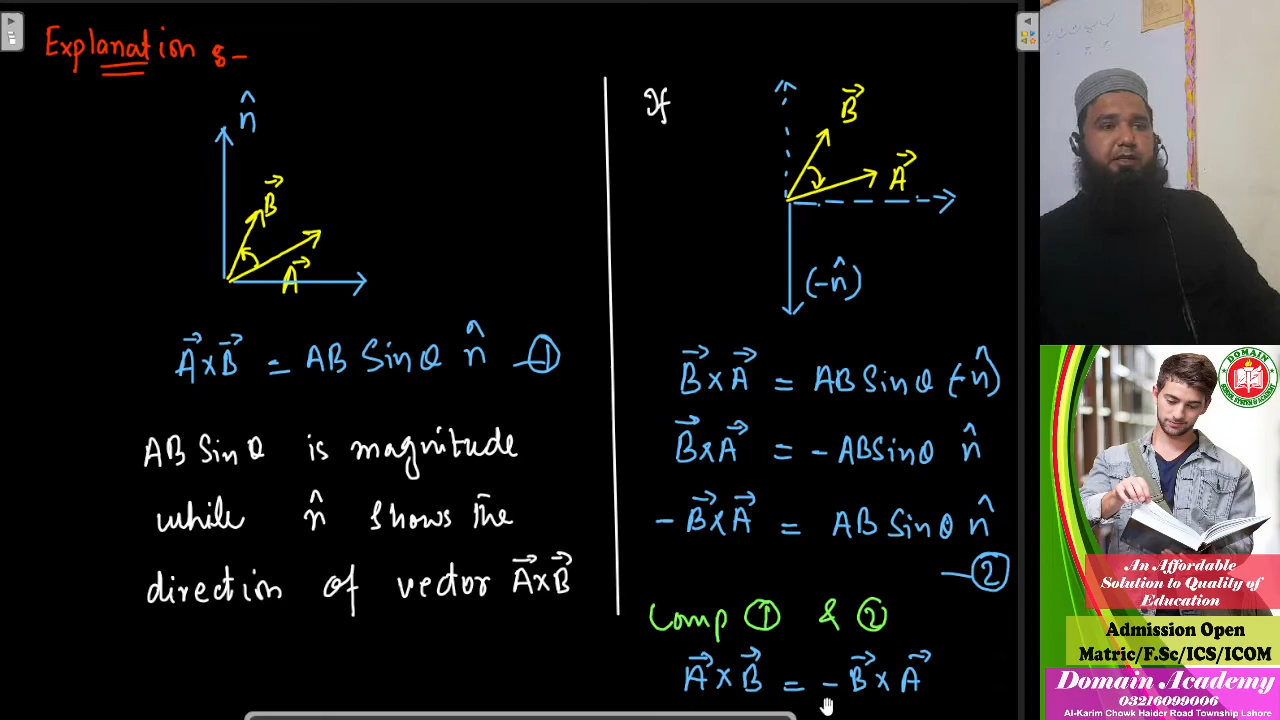 Explanation :-
n̂
B⃗
A⃗
A⃗×B⃗ = AB Sinθ n̂ —①
AB Sinθ is magnitude
while n̂ shows the
direction of vector A⃗×B⃗
If
B⃗
A⃗
(-n̂)
B⃗×A⃗ = AB Sinθ (-n̂)
B⃗×A⃗ = - AB Sinθ n̂
- B⃗×A⃗ = AB Sinθ n̂
—②
Comp ① & ②
A⃗×B⃗ = - B⃗×A⃗
DOMAIN
An Affordable
Solution to Quality of
Education
Admission Open
Matric/F.Sc/ICS/ICOM
Domain Academy
03216099006
Al-Karim Chowk Haider Road Township Lahore